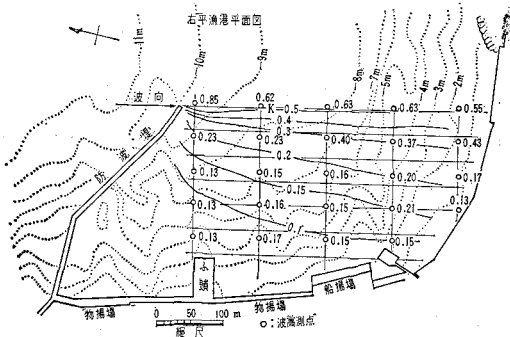 右平漁港平面図
-11m
-10m
-9m
-8m
-7m
-5m
-4m
-3m
-2m
波向
0.85
0.62
K=0.5
0.63
0.63
0.55
0.4
0.3
0.23
0.23
0.40
0.37
0.43
0.2
0.13
0.15
0.15
0.16
0.20
0.17
0.13
0.16
0.15
0.21
0.13
0.1
0.13
0.17
0.15
0.15
防波堤
ふ頭
物揚場
物揚場
船揚場
0 50 100 m
縮尺
○:波高測点